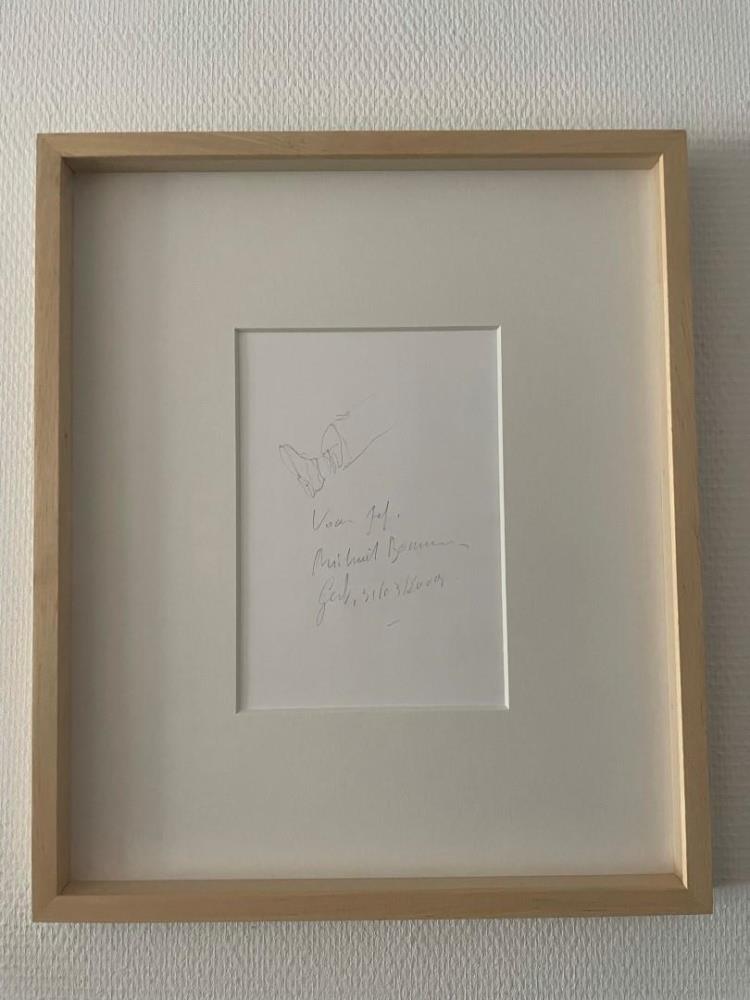 Voor Jef.
Michaël Borremans
Gent, 31/03/2009